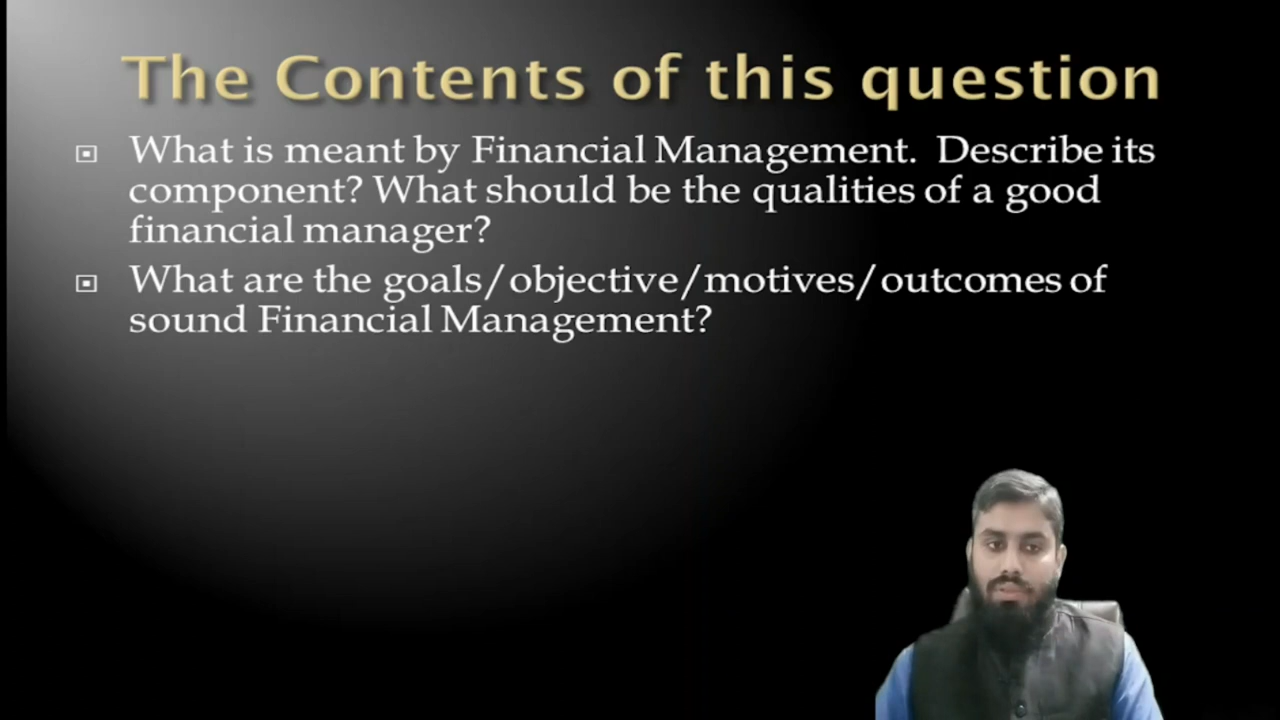 The Contents of this question
What is meant by Financial Management.  Describe its
component? What should be the qualities of a good
financial manager?
What are the goals/objective/motives/outcomes of
sound Financial Management?